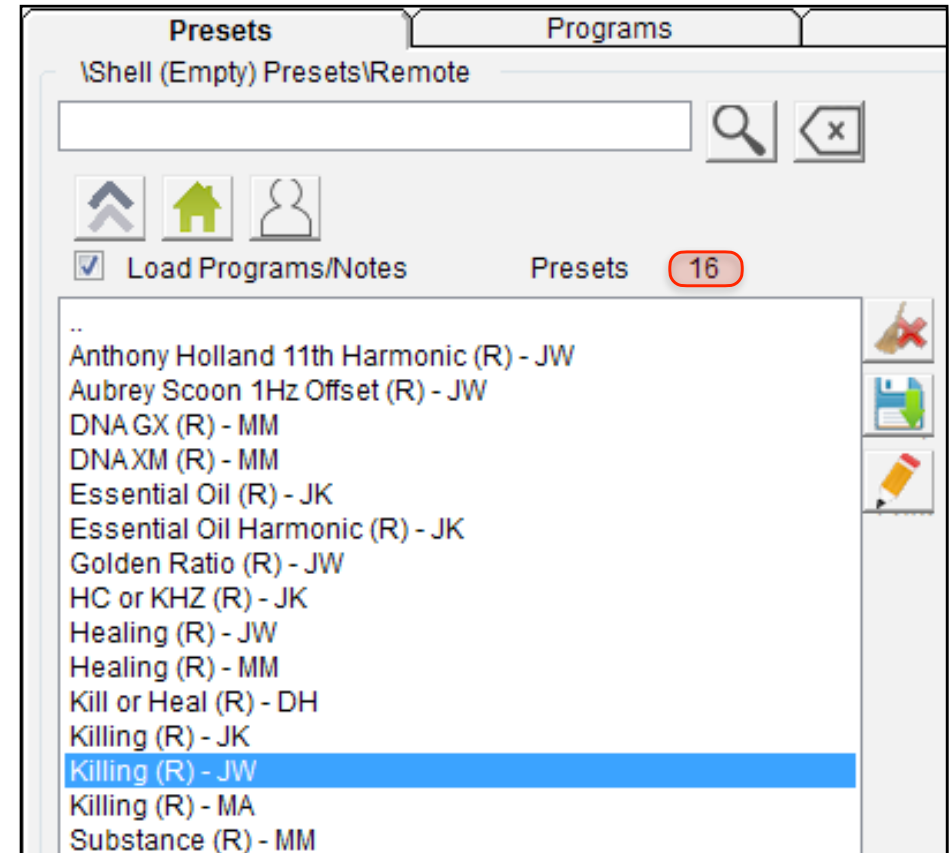 Presets Programs
\Shell (Empty) Presets\Remote
Load Programs/Notes Presets 16
..
Anthony Holland 11th Harmonic (R) - JW
Aubrey Scoon 1Hz Offset (R) - JW
DNA GX (R) - MM
DNA XM (R) - MM
Essential Oil (R) - JK
Essential Oil Harmonic (R) - JK
Golden Ratio (R) - JW
HC or KHZ (R) - JK
Healing (R) - JW
Healing (R) - MM
Kill or Heal (R) - DH
Killing (R) - JK
Killing (R) - JW
Killing (R) - MA
Substance (R) - MM